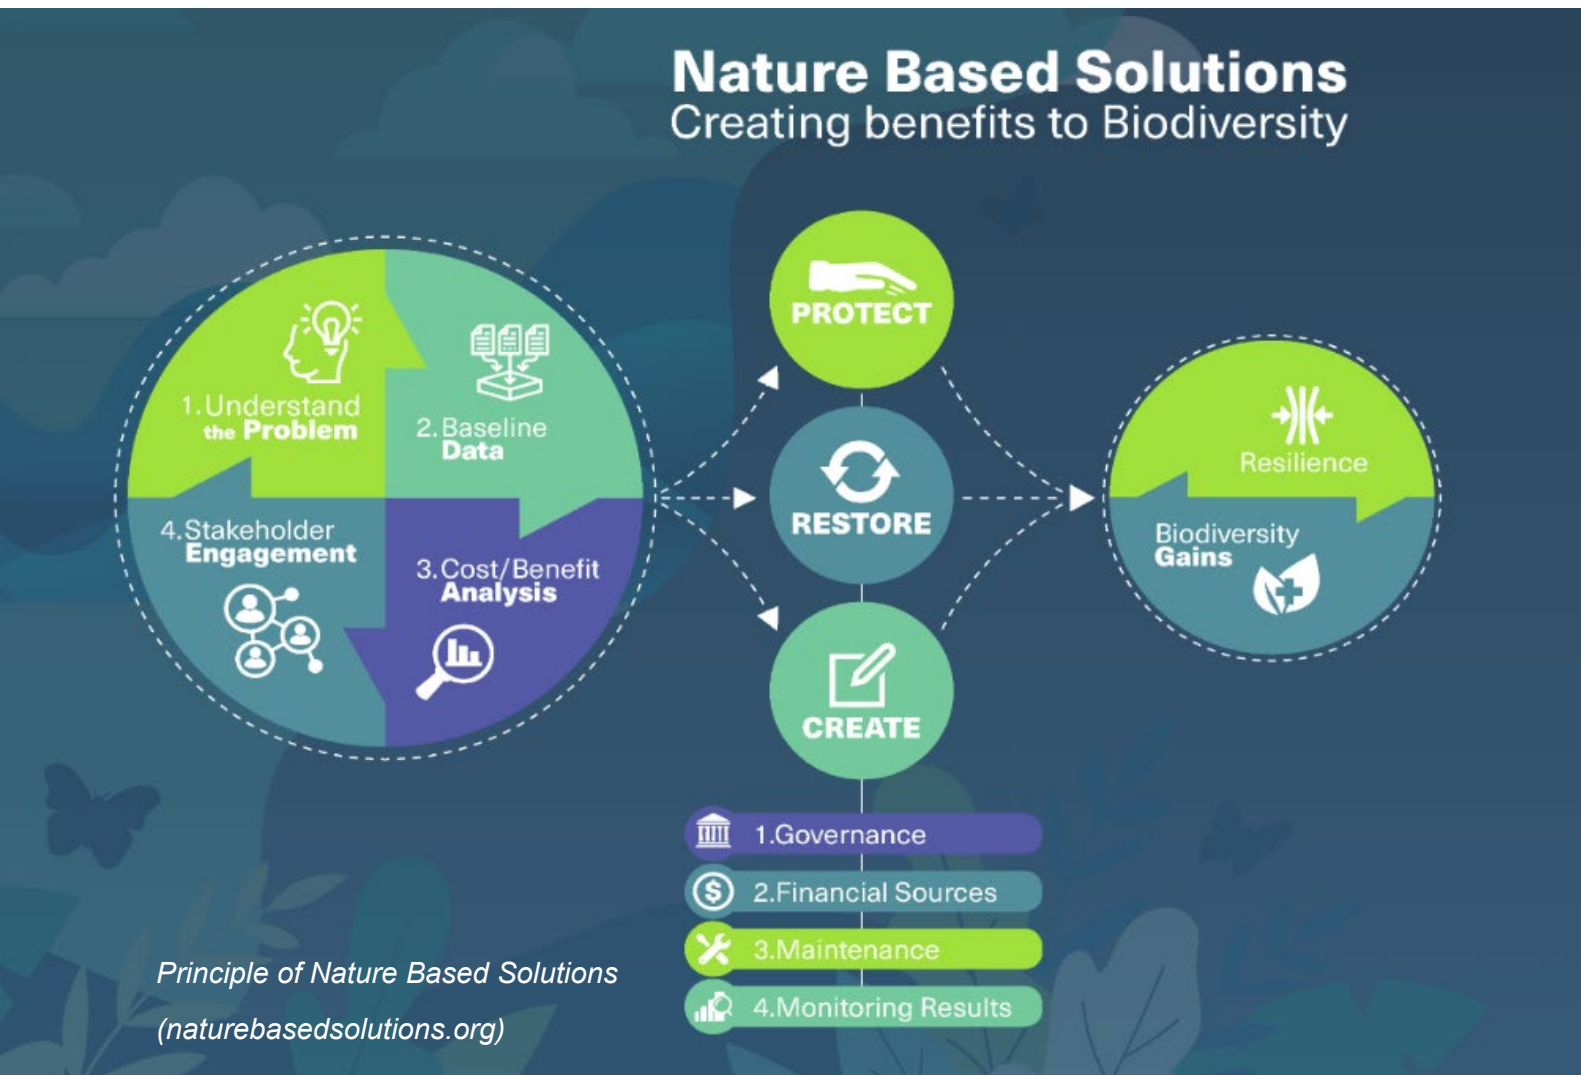 Nature Based Solutions
Creating benefits to Biodiversity
1.Understand
the Problem
2.Baseline
Data
3.Cost/Benefit
Analysis
4.Stakeholder
Engagement
PROTECT
RESTORE
CREATE
Resilience
Biodiversity
Gains
1.Governance
2.Financial Sources
3.Maintenance
4.Monitoring Results
Principle of Nature Based Solutions
(naturebasedsolutions.org)